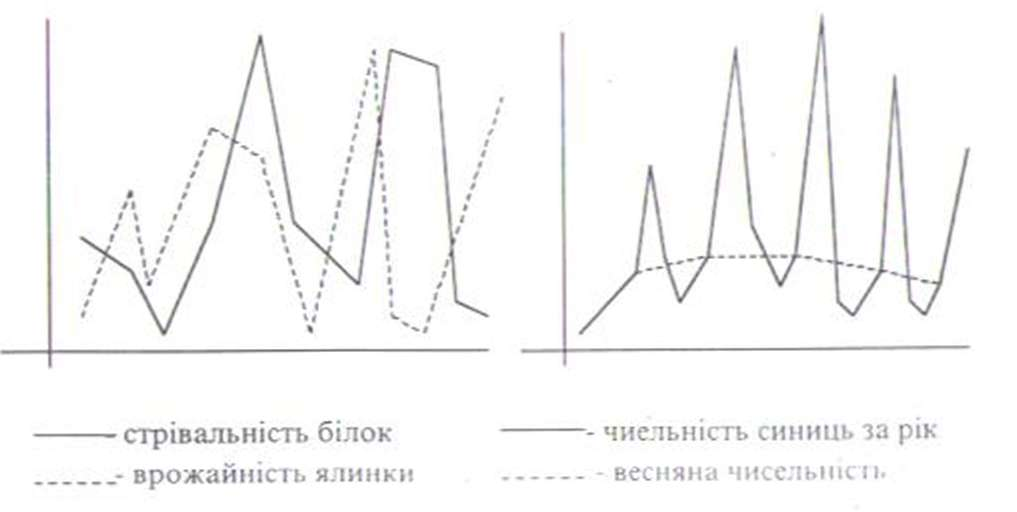 - стрівальність білок
- врожайність ялинки
- чиельність синиць за рік
- весняна чисельність